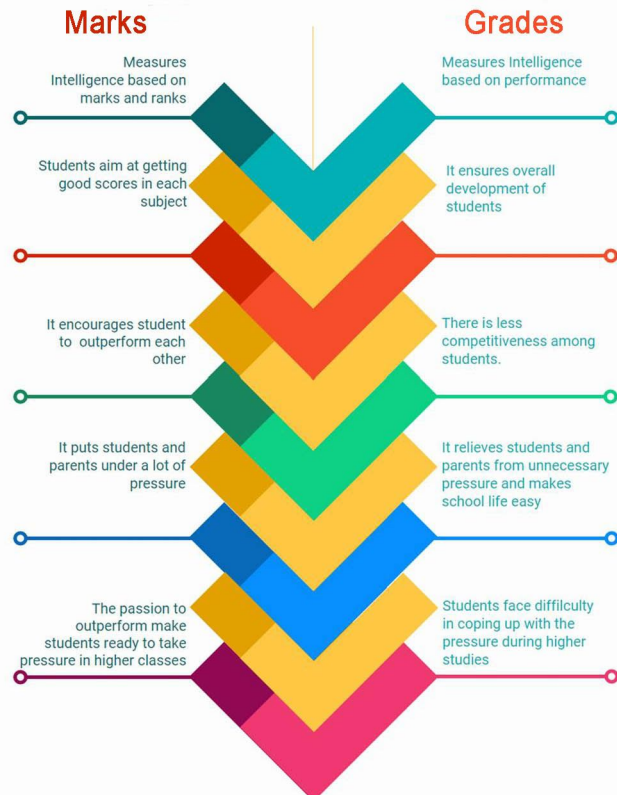 Marks
Grades
Measures
Intelligence based on
marks and ranks
Measures Intelligence
based on performance
Students aim at getting
good scores in each
subject
It ensures overall
development of
students
It encourages student
to outperform each
other
There is less
competitiveness among
students.
It puts students and
parents under a lot of
pressure
It relieves students and
parents from unnecessary
pressure and makes
school life easy
The passion to
outperform make
students ready to take
pressure in higher classes
Students face diffilculty
in coping up with the
pressure during higher
studies